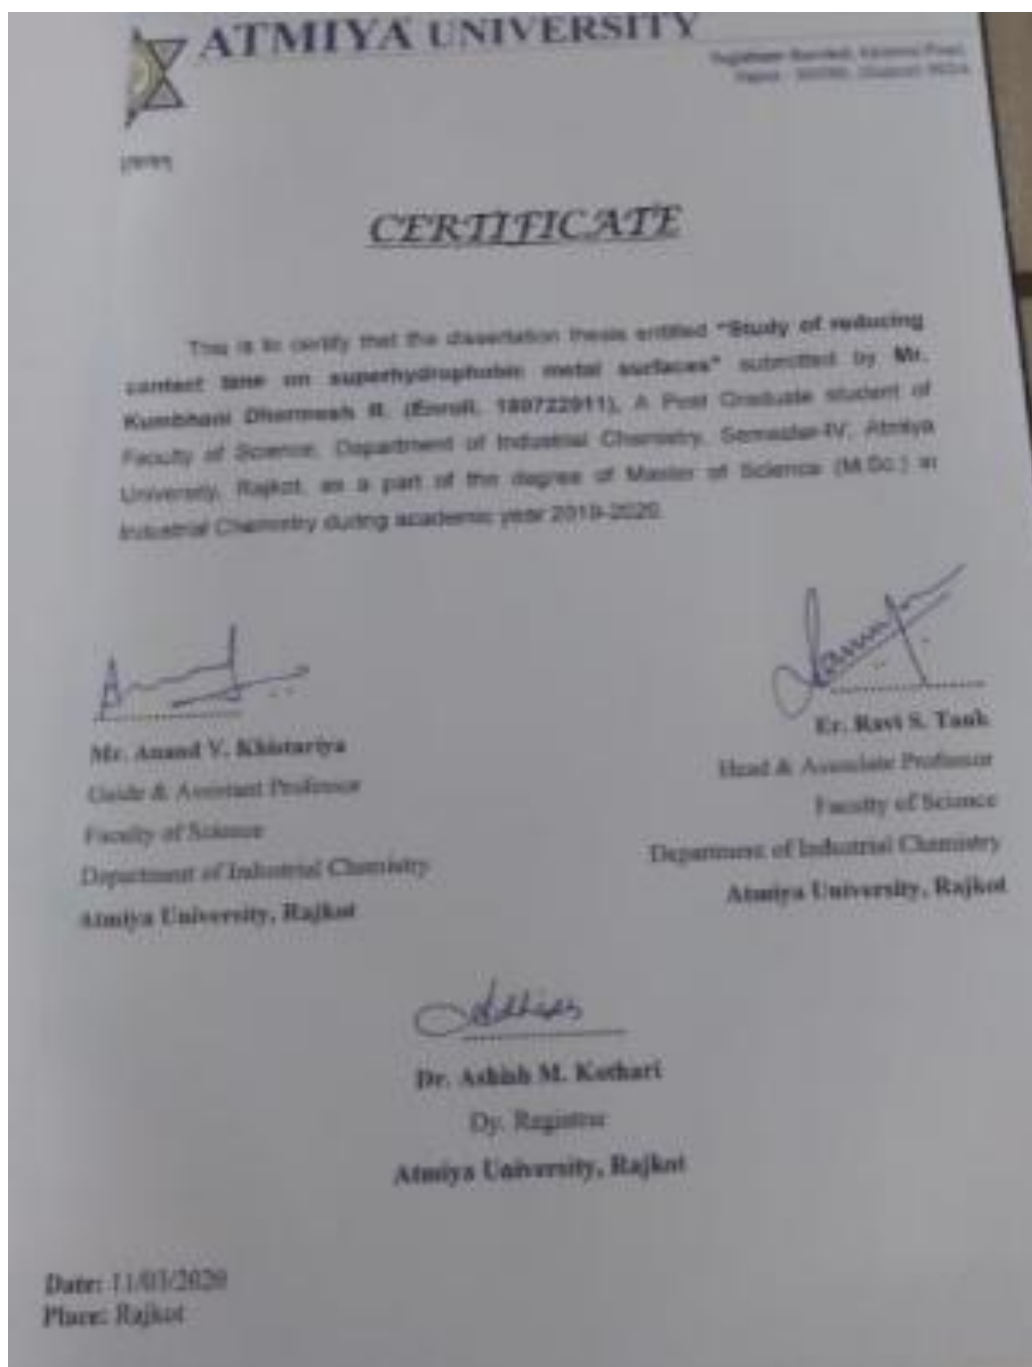 ATMIYA UNIVERSITY
CERTIFICATE
This is to certify that the dissertation thesis entitled "Study of reducing
contact time on superhydrophobic metal surfaces" submitted by Mr.
Kumbhani Dharmesh R. (Enroll. 180722011), A Post Graduate student of
Faculty of Science, Department of Industrial Chemistry, Semester-IV, Atmiya
University, Rajkot, as a part of the degree of Master of Science (M.Sc.) in
Industrial Chemistry during academic year 2019-2020.
Mr. Anand V. Khistariya
Guide & Assistant Professor
Faculty of Science
Department of Industrial Chemistry
Atmiya University, Rajkot
Er. Ravi S. Tank
Head & Associate Professor
Faculty of Science
Department of Industrial Chemistry
Atmiya University, Rajkot
Dr. Ashish M. Kothari
Dy. Registrar
Atmiya University, Rajkot
Date: 11/03/2020
Place: Rajkot